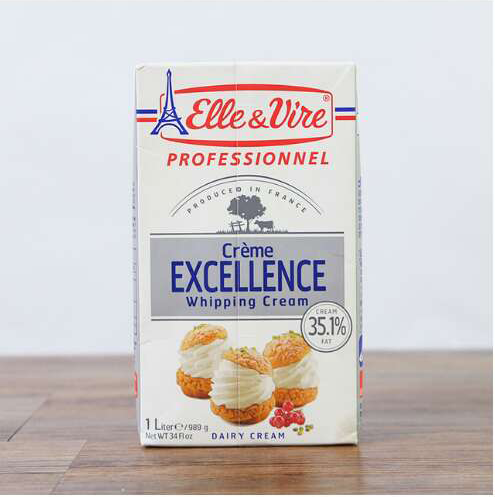 Elle & Vire®
PROFESSIONNEL
PRODUCED IN FRANCE
Crème
EXCELLENCE
Whipping Cream
CREAM
35.1%
FAT
1 Liter ℮/989 g
Net WT 34 Fl oz
DAIRY CREAM